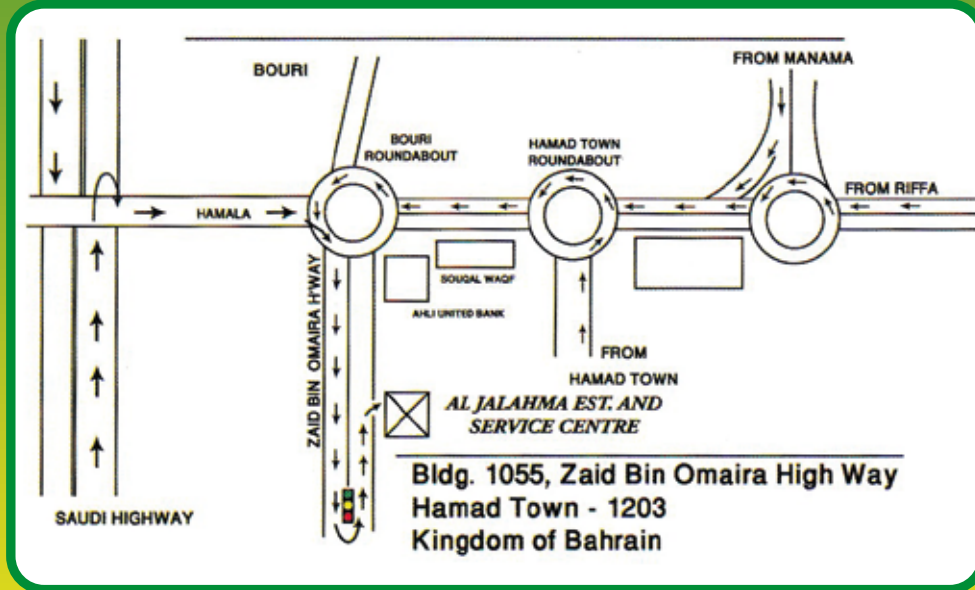 FROM MANAMA
BOURI
BOURI
ROUNDABOUT
HAMAD TOWN
ROUNDABOUT
FROM RIFFA
HAMALA
SOUQAL WAQF
ZAID BIN OMAIRA H'WAY
AHLI UNITED BANK
FROM
HAMAD TOWN
AL JALAHMA EST. AND
SERVICE CENTRE
Bldg. 1055, Zaid Bin Omaira High Way
Hamad Town - 1203
Kingdom of Bahrain
SAUDI HIGHWAY